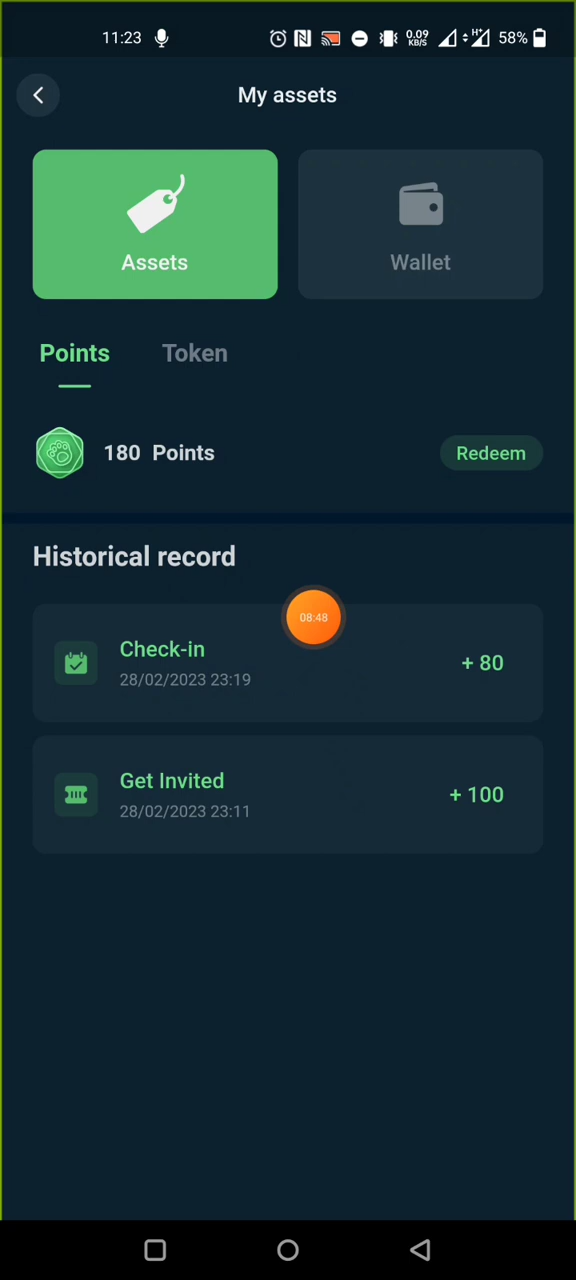 11:23
0.09
KB/S
H+
58%
My assets
Assets
Wallet
Points
Token
180 Points
Redeem
Historical record
08:48
Check-in
28/02/2023 23:19
+ 80
Get Invited
28/02/2023 23:11
+ 100